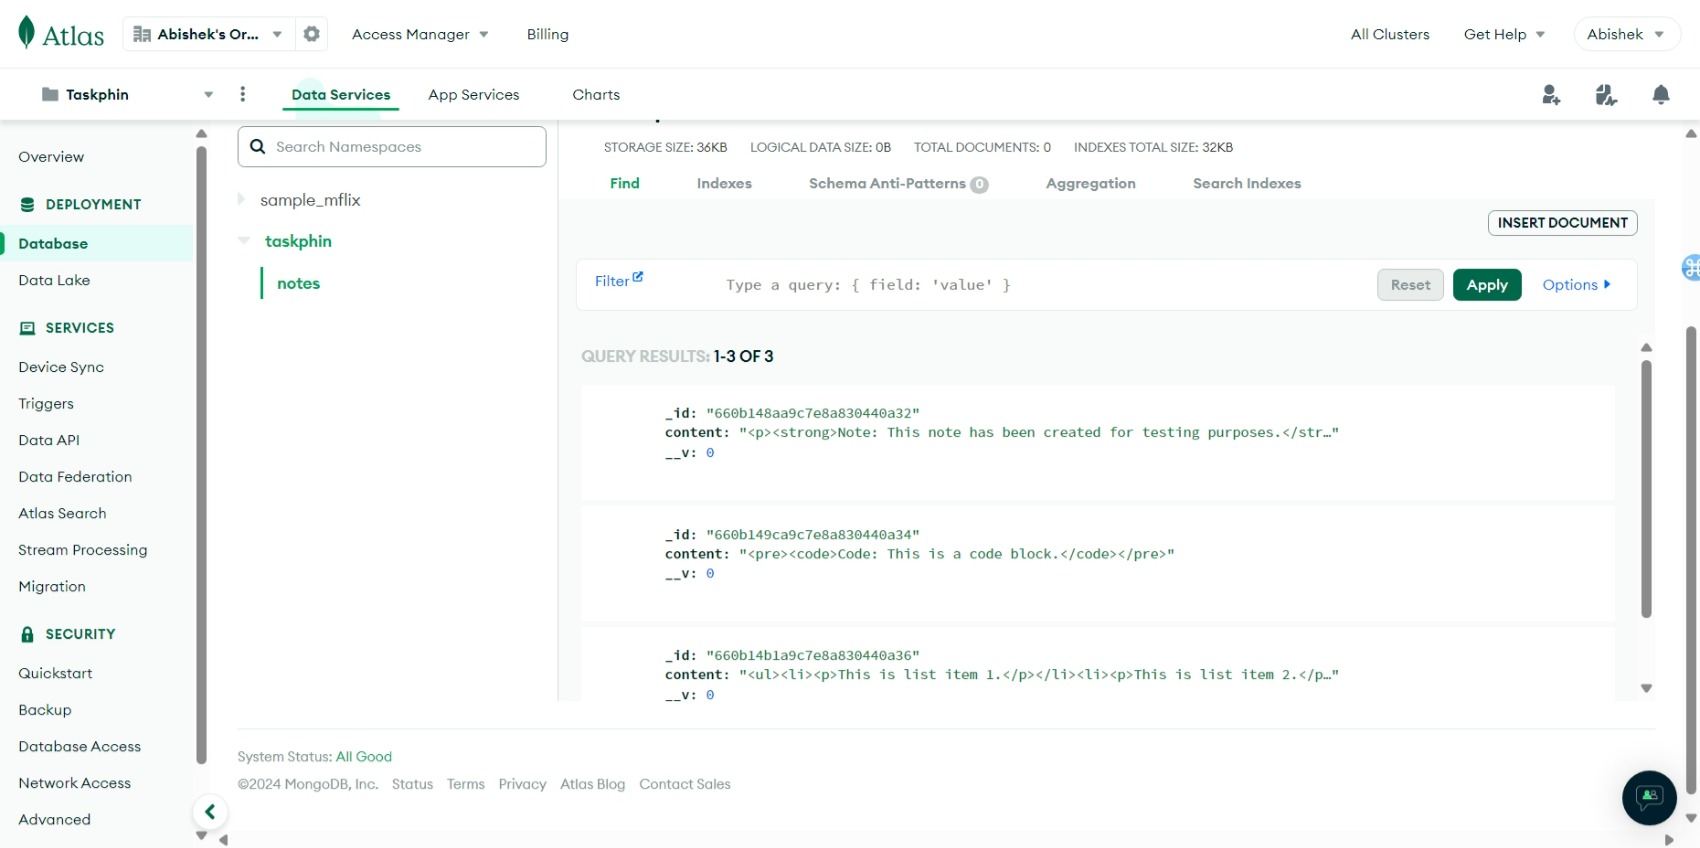 Atlas
Abishek's Or...
Access Manager
Billing
All Clusters
Get Help
Abishek
Taskphin
Data Services
App Services
Charts
Overview
DEPLOYMENT
Database
Data Lake
SERVICES
Device Sync
Triggers
Data API
Data Federation
Atlas Search
Stream Processing
Migration
SECURITY
Quickstart
Backup
Database Access
Network Access
Advanced
Search Namespaces
sample_mflix
taskphin
notes
STORAGE SIZE: 36KB LOGICAL DATA SIZE: 0B TOTAL DOCUMENTS: 0 INDEXES TOTAL SIZE: 32KB
Find Indexes Schema Anti-Patterns 0 Aggregation Search Indexes
INSERT DOCUMENT
Filter Type a query: { field: 'value' } Reset Apply Options
QUERY RESULTS: 1-3 OF 3
_id: "660b148aa9c7e8a830440a32"
content: "<p><strong>Note: This note has been created for testing purposes.</str…"
__v: 0
_id: "660b149ca9c7e8a830440a34"
content: "<pre><code>Code: This is a code block.</code></pre>"
__v: 0
_id: "660b14b1a9c7e8a830440a36"
content: "<ul><li><p>This is list item 1.</p></li><li><p>This is list item 2.</p…"
__v: 0
System Status: All Good
©2024 MongoDB, Inc. Status Terms Privacy Atlas Blog Contact Sales